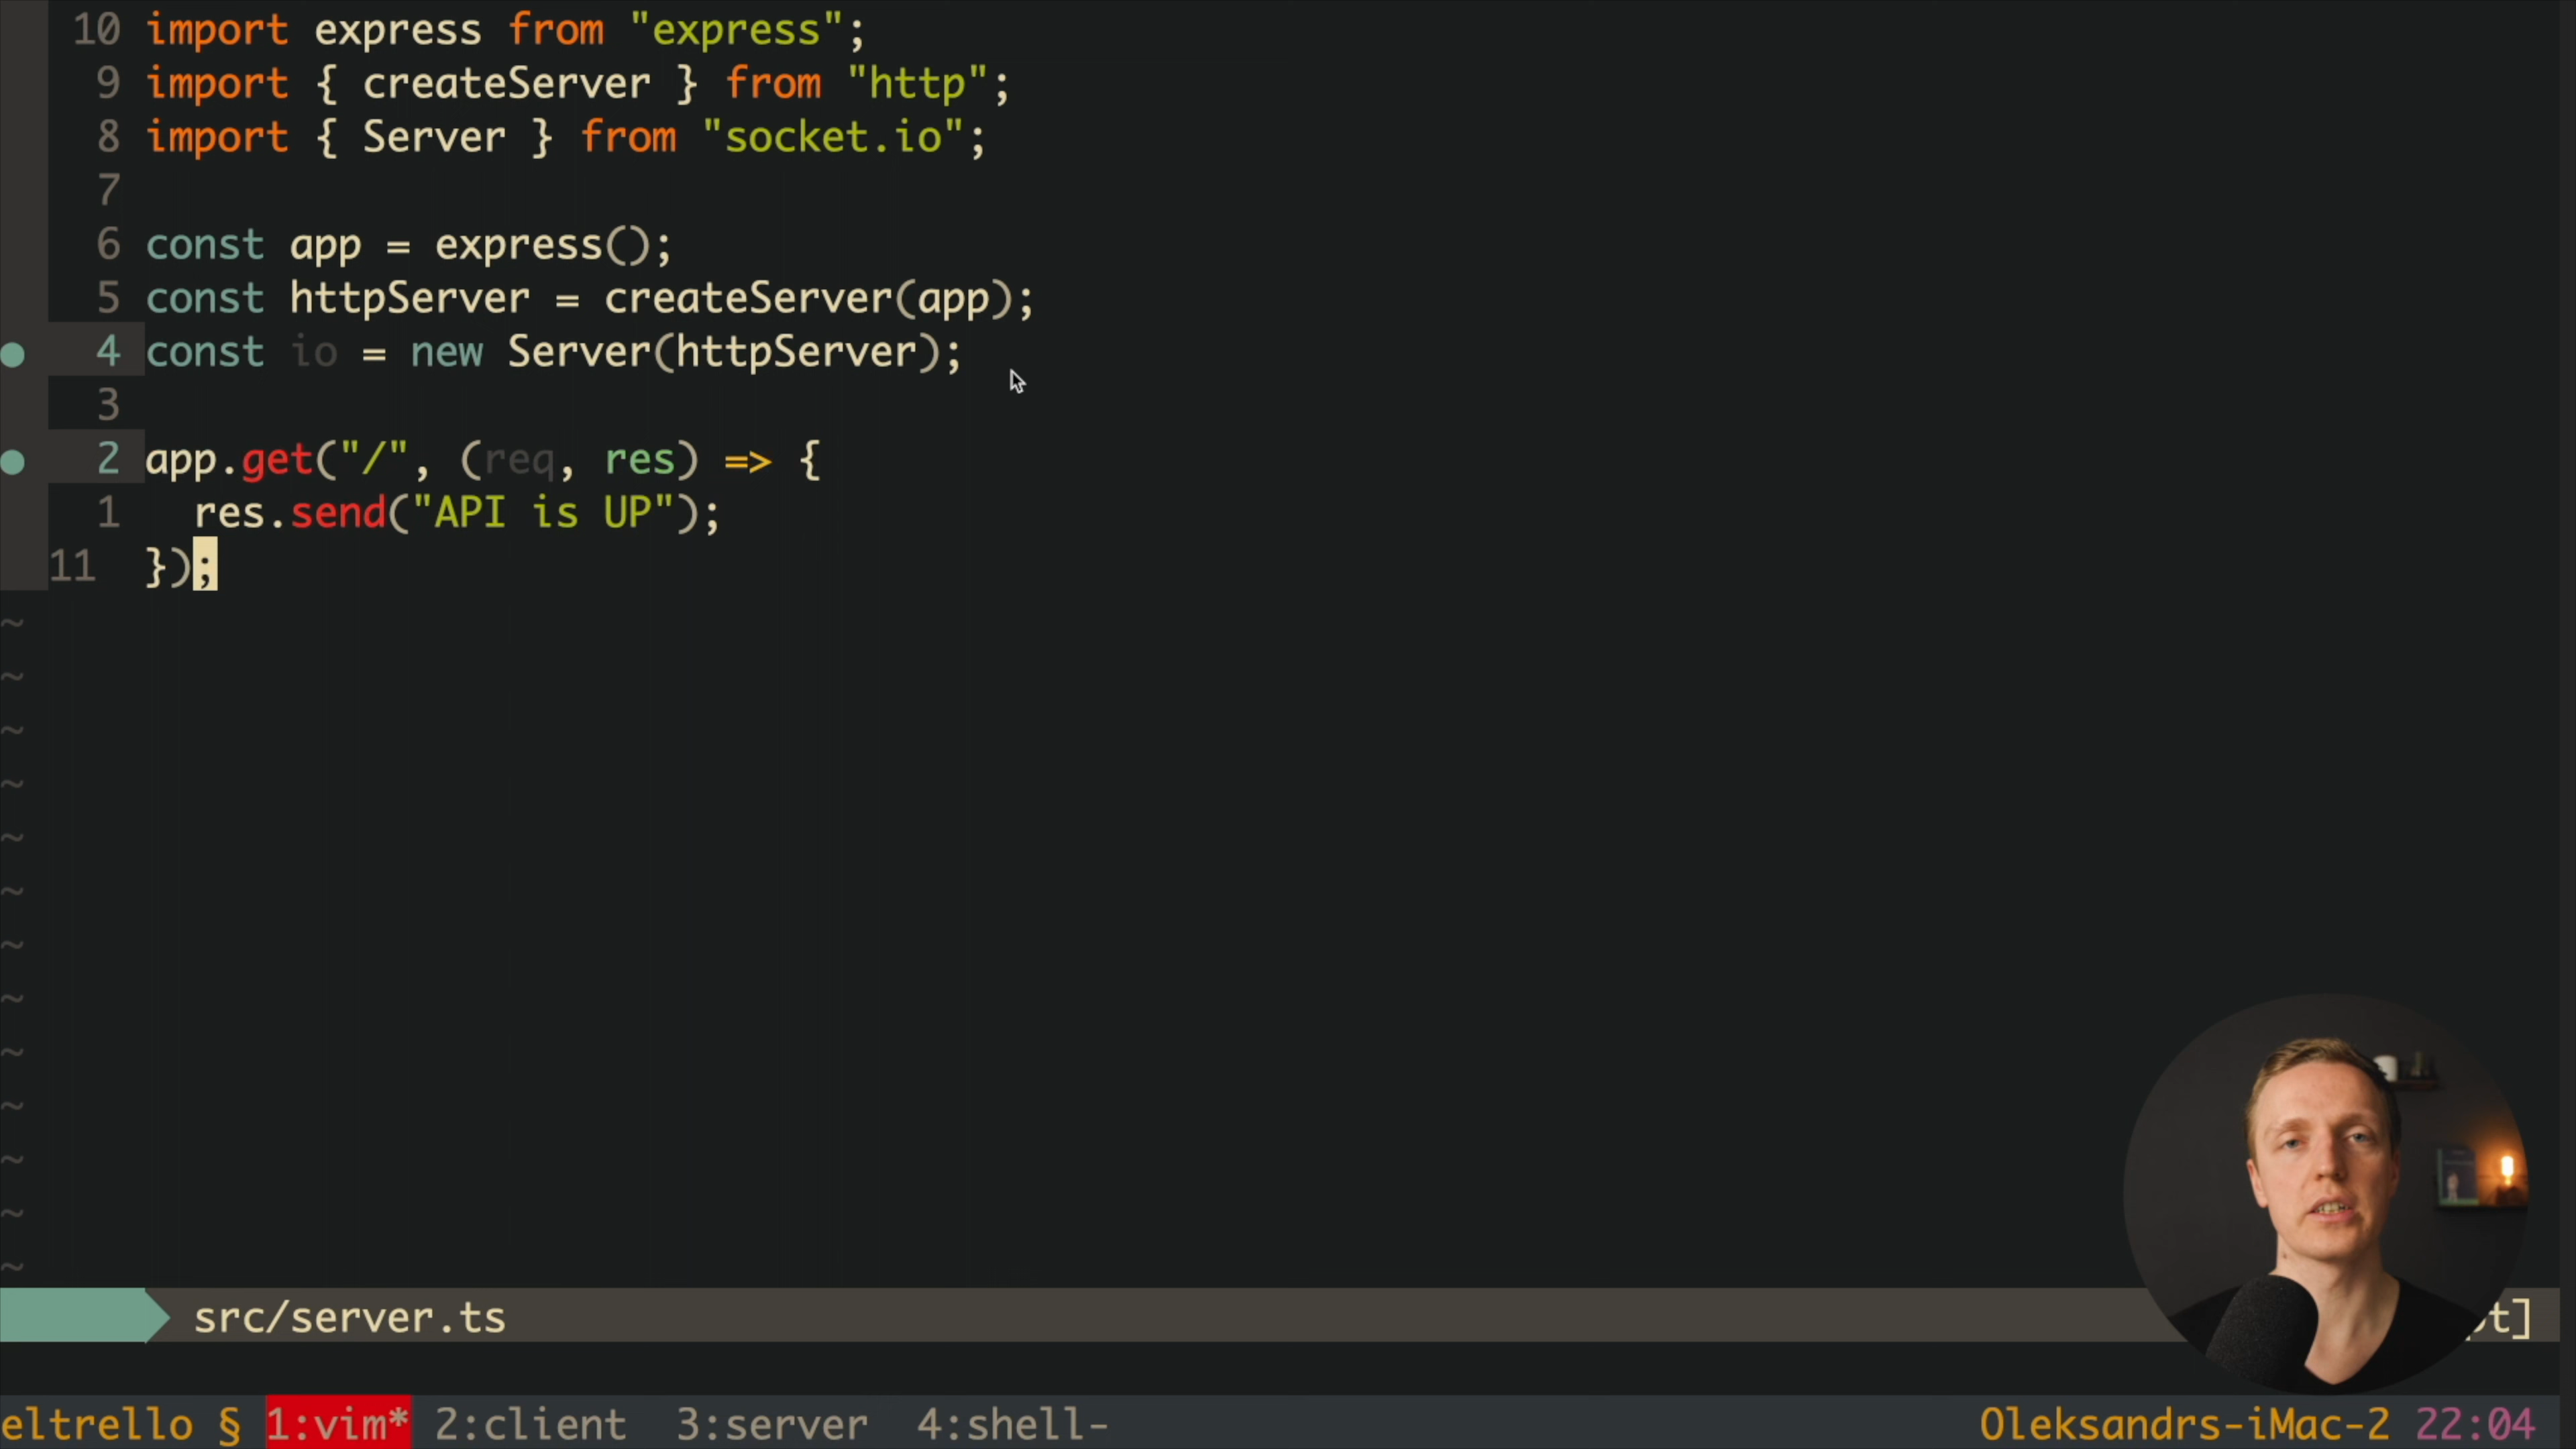 10 import express from "express";
9 import { createServer } from "http";
8 import { Server } from "socket.io";
7
6 const app = express();
5 const httpServer = createServer(app);
4 const io = new Server(httpServer);
3
2 app.get("/", (req, res) => {
1   res.send("API is UP");
11 });
~
~
~
~
~
~
~
~
~
~
~
~
~
src/server.ts
eltrello § 1:vim* 2:client 3:server 4:shell- Oleksandrs-iMac-2 22:04